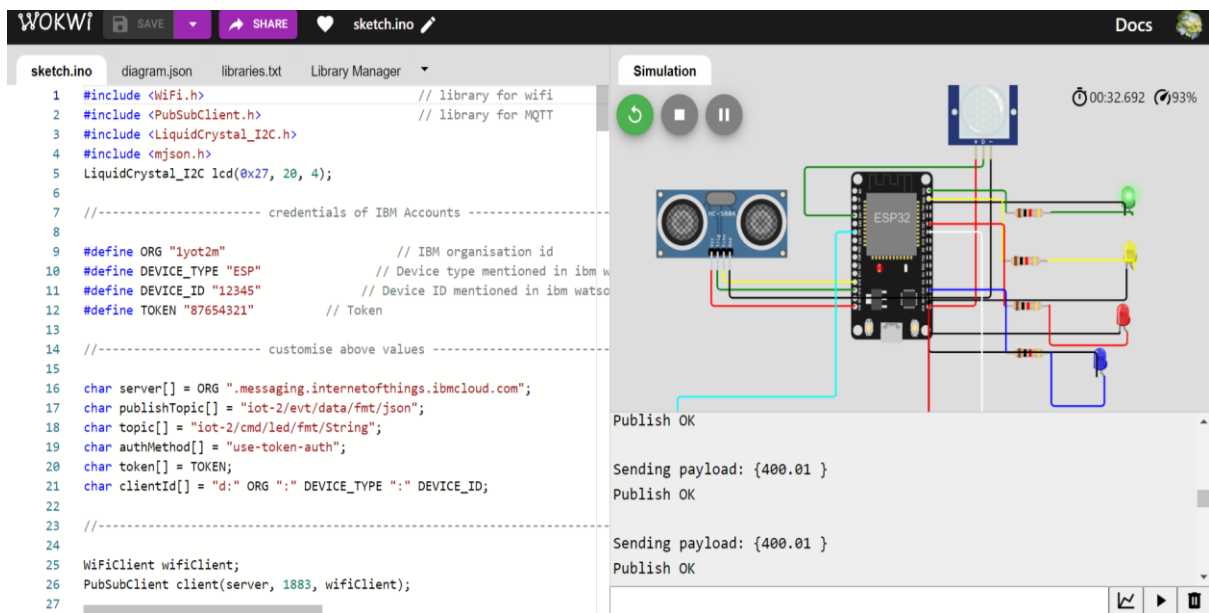 WOKWI SAVE SHARE sketch.ino Docs
sketch.ino diagram.json libraries.txt Library Manager
1 #include <WiFi.h> // library for wifi
2 #include <PubSubClient.h> // library for MQTT
3 #include <LiquidCrystal_I2C.h>
4 #include <mjson.h>
5 LiquidCrystal_I2C lcd(0x27, 20, 4);
6
7 //----------------------- credentials of IBM Accounts -------------------
8
9 #define ORG "1yot2m" // IBM organisation id
10 #define DEVICE_TYPE "ESP" // Device type mentioned in ibm w
11 #define DEVICE_ID "12345" // Device ID mentioned in ibm watso
12 #define TOKEN "87654321" // Token
13
14 //----------------------- customise above values ------------------------
15
16 char server[] = ORG ".messaging.internetofthings.ibmcloud.com";
17 char publishTopic[] = "iot-2/evt/data/fmt/json";
18 char topic[] = "iot-2/cmd/led/fmt/String";
19 char authMethod[] = "use-token-auth";
20 char token[] = TOKEN;
21 char clientId[] = "d:" ORG ":" DEVICE_TYPE ":" DEVICE_ID;
22
23 //----------------------------------------------------------------------
24
25 WiFiClient wifiClient;
26 PubSubClient client(server, 1883, wifiClient);
27
Simulation
00:32.692 93%
+ D -
HC-SR04
ESP32
Publish OK
Sending payload: {400.01 }
Publish OK
Sending payload: {400.01 }
Publish OK